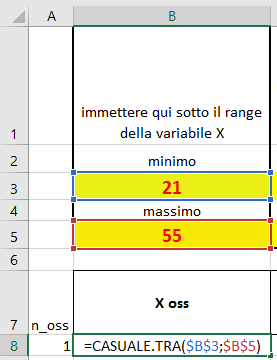 A B
1 immettere qui sotto il range
della variabile X
2 minimo
3 21
4 massimo
5 55
6
7 n_oss X oss
8 1 =CASUALE.TRA($B$3;$B$5)